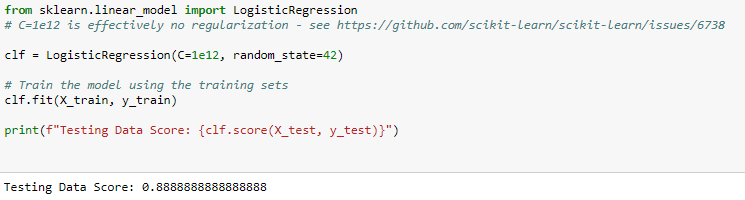 from sklearn.linear_model import LogisticRegression
# C=1e12 is effectively no regularization - see https://github.com/scikit-learn/scikit-learn/issues/6738
clf = LogisticRegression(C=1e12, random_state=42)
# Train the model using the training sets
clf.fit(X_train, y_train)
print(f"Testing Data Score: {clf.score(X_test, y_test)}")
Testing Data Score: 0.8888888888888888